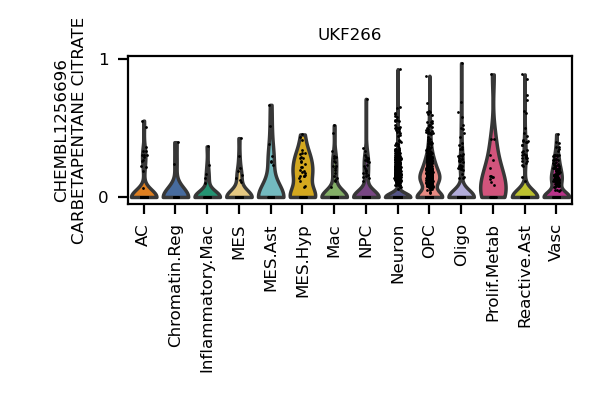 UKF266
CHEMBL1256696
CARBETAPENTANE CITRATE
1
0
AC
Chromatin.Reg
Inflammatory.Mac
MES
MES.Ast
MES.Hyp
Mac
NPC
Neuron
OPC
Oligo
Prolif.Metab
Reactive.Ast
Vasc